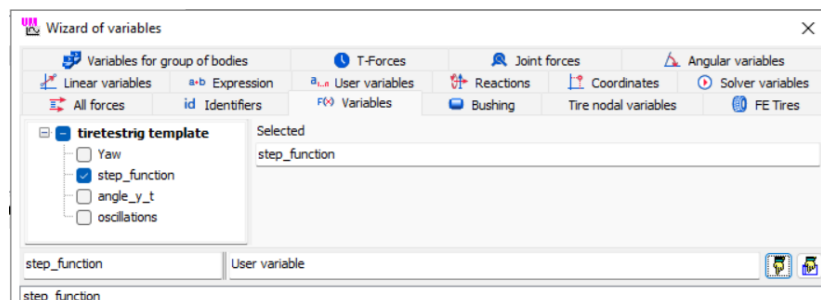 UM Wizard of variables
Variables for group of bodies T-Forces Joint forces Angular variables
Linear variables a+b Expression a..n User variables Reactions Coordinates Solver variables
All forces id Identifiers F(x) Variables Bushing Tire nodal variables FE Tires
tiretestrig template Selected
Yaw step_function
step_function
angle_y_t
oscillations
step_function User variable
step_function